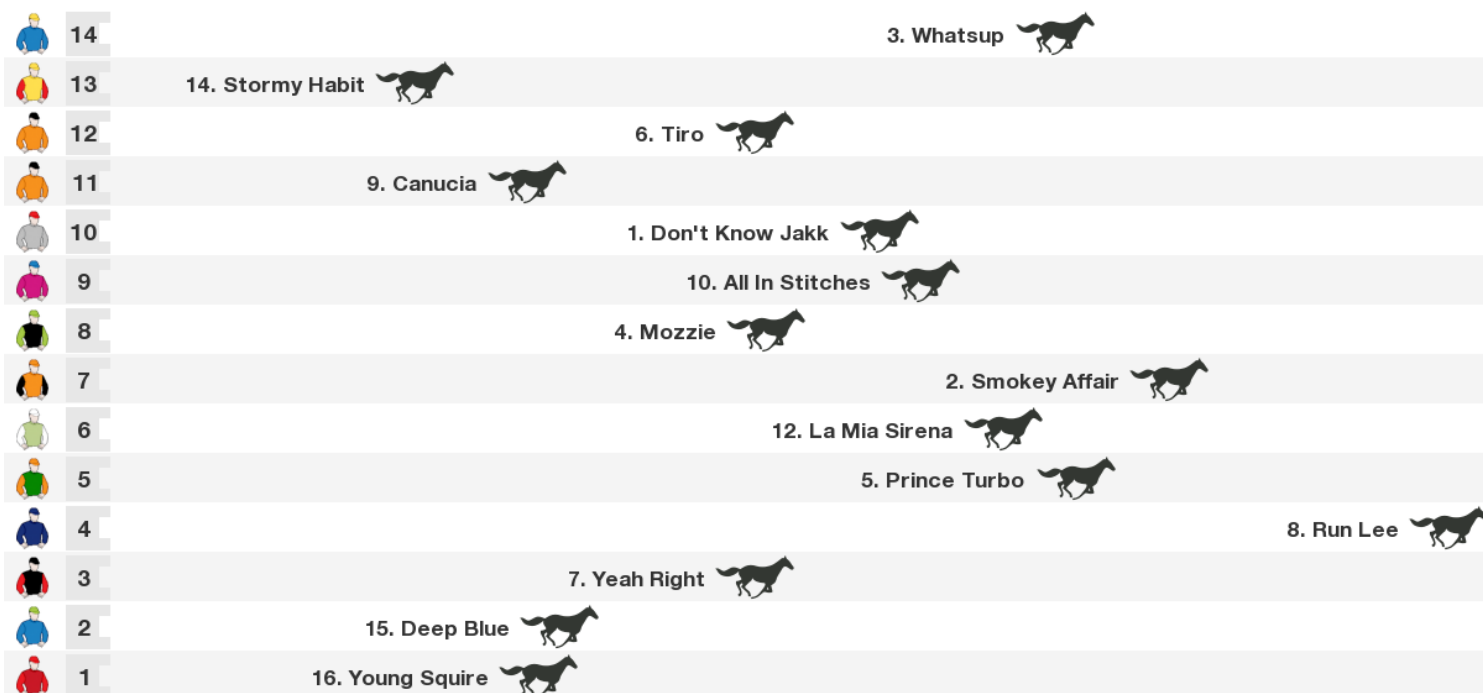 14 3. Whatsup
13 14. Stormy Habit
12 6. Tiro
11 9. Canucia
10 1. Don't Know Jakk
9 10. All In Stitches
8 4. Mozzie
7 2. Smokey Affair
6 12. La Mia Sirena
5 5. Prince Turbo
4 8. Run Lee
3 7. Yeah Right
2 15. Deep Blue
1 16. Young Squire